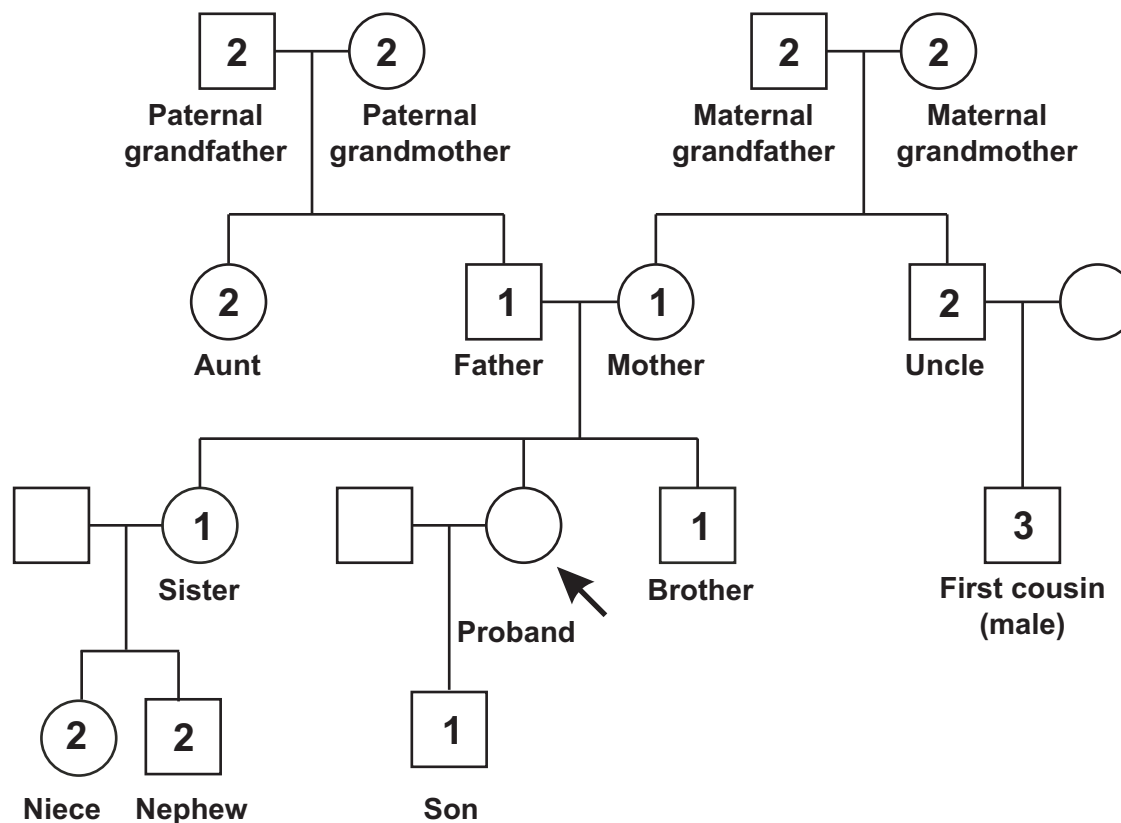 2 2 2 2
Paternal grandfather
Paternal grandmother
Maternal grandfather
Maternal grandmother
2 1 1 2
Aunt Father Mother Uncle
1 1 3
Sister
Brother
First cousin
(male)
Proband
2 2 1
Niece Nephew Son